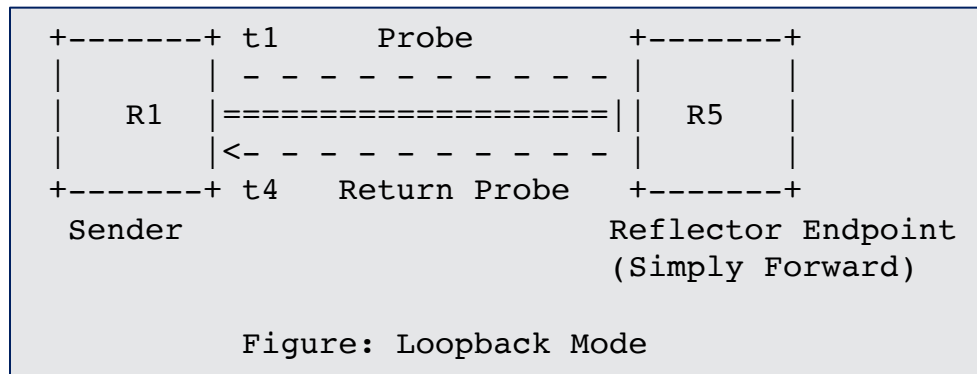 +-------+ t1 Probe +-------+
| | - - - - - - - - - - | |
| R1 |====================|| R5 |
| |<- - - - - - - - - - | |
+-------+ t4 Return Probe +-------+
Sender Reflector Endpoint
(Simply Forward)
Figure: Loopback Mode